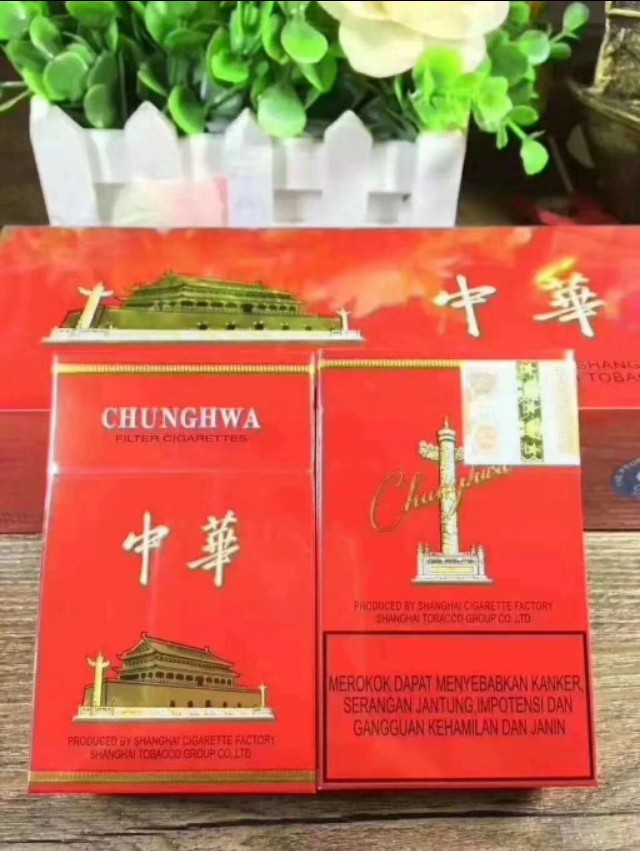 中華
SHANG
TOBA
CHUNGHWA
FILTER CIGARETTES
中華
PRODUCED BY SHANGHAI CIGARETTE FACTORY
SHANGHAI TOBACCO GROUP CO.,LTD
Chunghwa
PRODUCED BY SHANGHAI CIGARETTE FACTORY
SHANGHAI TOBACCO GROUP CO.,LTD
MEROKOK DAPAT MENYEBABKAN KANKER,
SERANGAN JANTUNG,IMPOTENSI DAN
GANGGUAN KEHAMILAN DAN JANIN